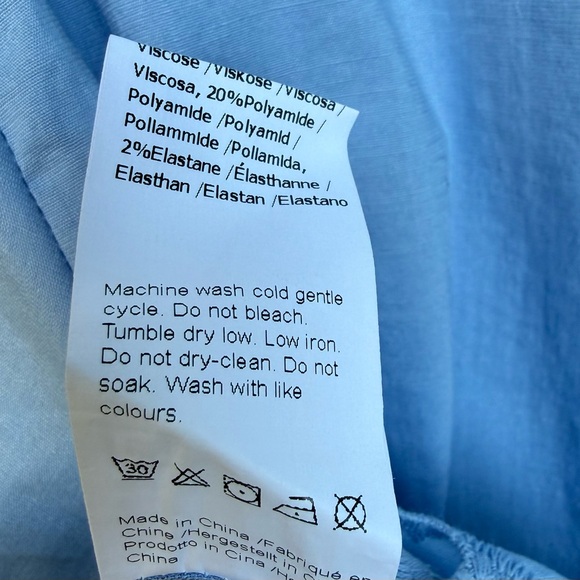 Viscose /Viskose /Viscosa /
Viscosa, 20%Polyamide /
Polyamide /Polyamid /
Poliammide /Poliamida,
2%Elastane /Élasthanne /
Elasthan /Elastan /Elastano
Machine wash cold gentle
cycle. Do not bleach.
Tumble dry low. Low iron.
Do not dry-clean. Do not
soak. Wash with like
colours.
30
Made in China /Fabriqué en
Chine /Hergestellt in
Prodotto in Cina /
China